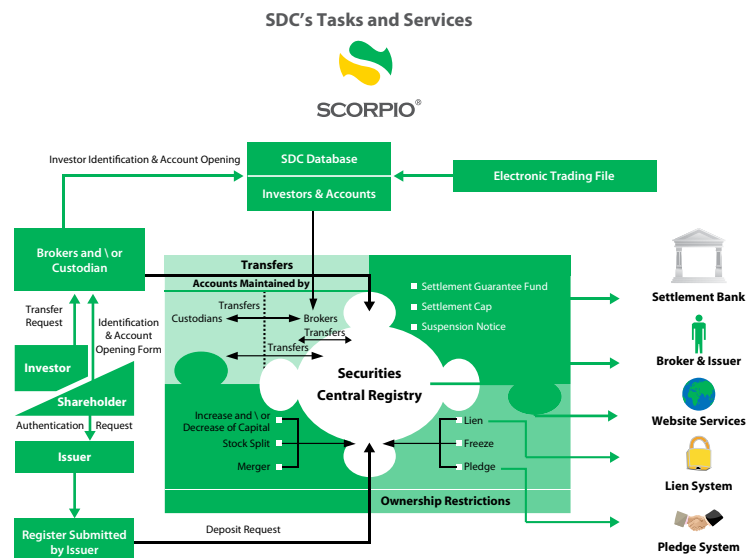 SDC's Tasks and Services
SCORPIO®
Investor Identification & Account Opening
SDC Database
Investors & Accounts
Electronic Trading File
Brokers and \ or
Custodian
Transfers
Accounts Maintained by
Transfers
Custodians
Brokers
Transfers
Transfers
Settlement Guarantee Fund
Settlement Cap
Suspension Notice
Settlement Bank
Transfer
Request
Identification
& Account
Opening Form
Investor
Shareholder
Authentication
Request
Issuer
Register Submitted
by Issuer
Deposit Request
Securities
Central Registry
Increase and \ or
Decrease of Capital
Stock Split
Merger
Lien
Freeze
Pledge
Ownership Restrictions
Broker & Issuer
Website Services
Lien System
Pledge System